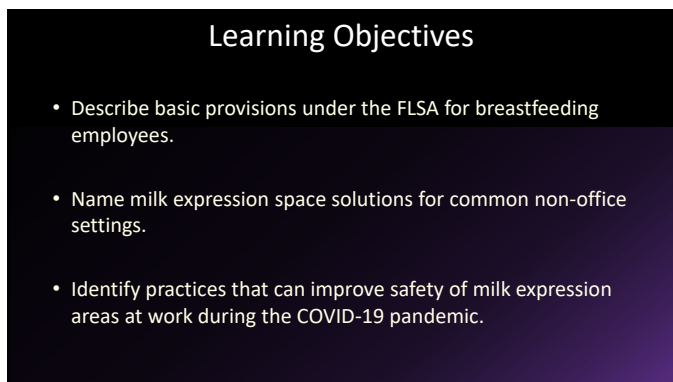 Learning Objectives
• Describe basic provisions under the FLSA for breastfeeding
employees.
• Name milk expression space solutions for common non-office
settings.
• Identify practices that can improve safety of milk expression
areas at work during the COVID-19 pandemic.